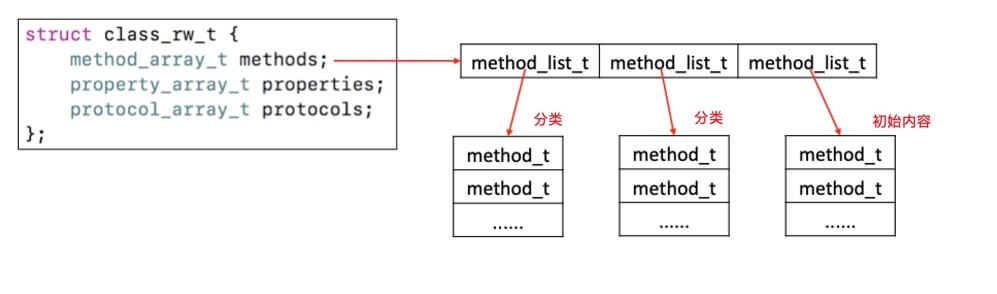 struct class_rw_t {
method_array_t methods;
property_array_t properties;
protocol_array_t protocols;
};
method_list_t method_list_t method_list_t
分类 分类 初始内容
method_t method_t method_t
method_t method_t method_t
...... ...... ......